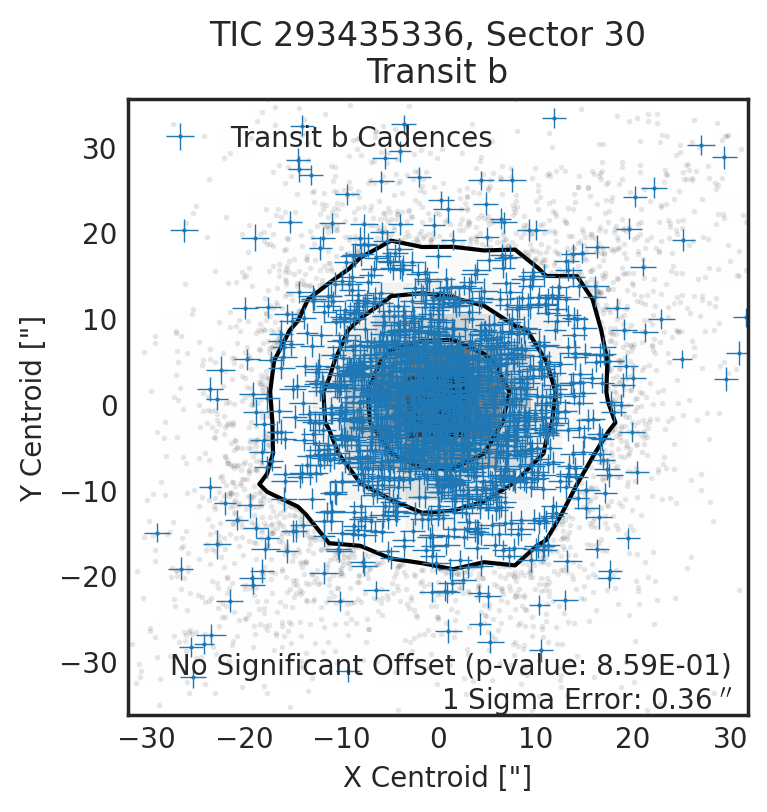 TIC 293435336, Sector 30
Transit b
Transit b Cadences
30
20
10
0
−10
−20
−30
Y Centroid ["]
No Significant Offset (p-value: 8.59E-01)
1 Sigma Error: 0.36 ″
−30 −20 −10 0 10 20 30
X Centroid ["]